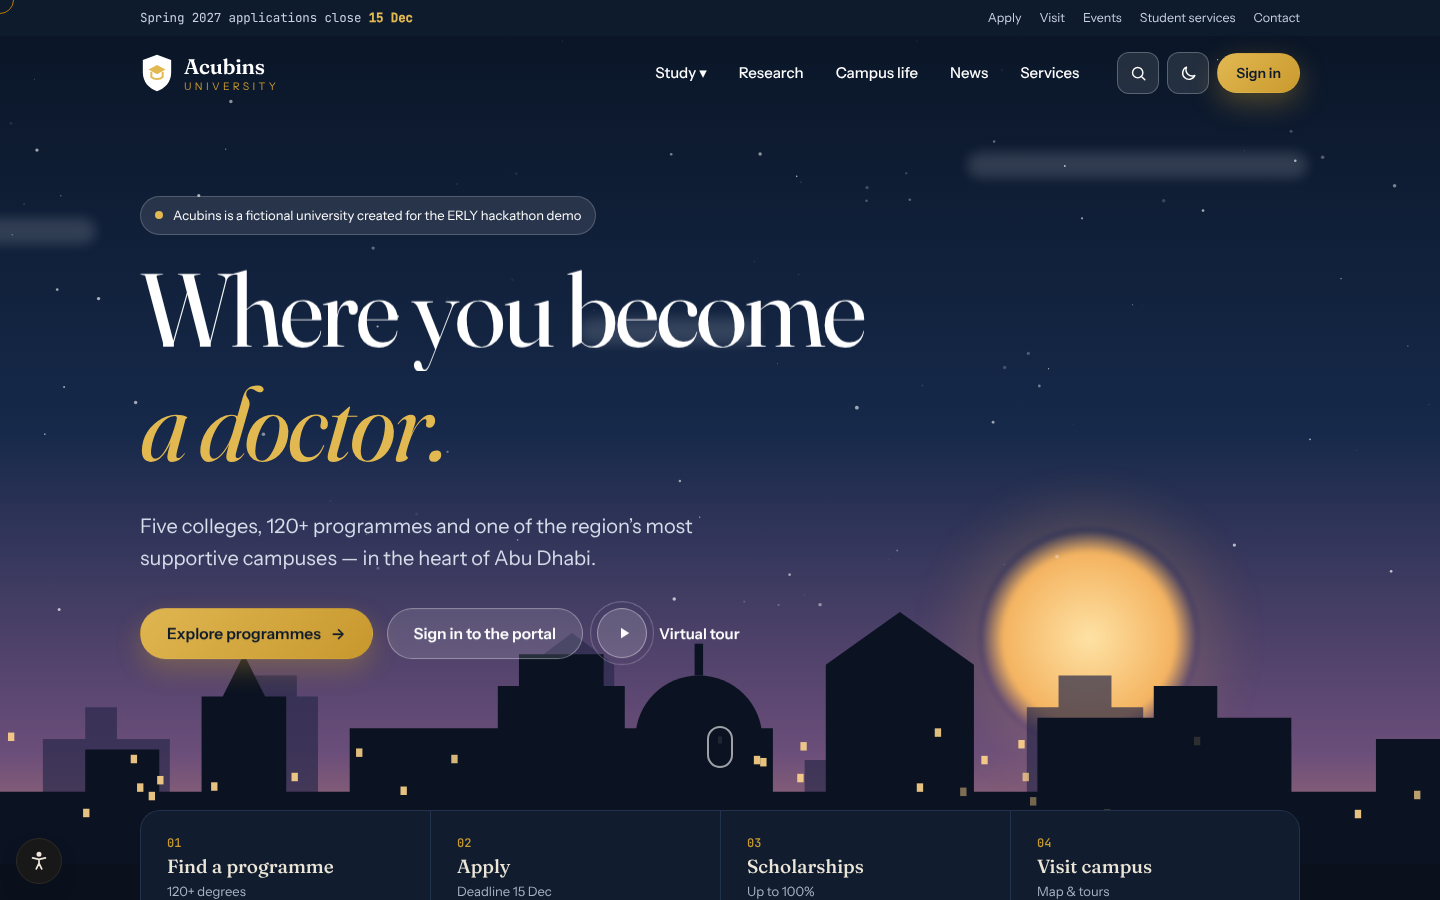 Spring 2027 applications close 15 Dec
Apply Visit Events Student services Contact
Acubins
UNIVERSITY
Study ▾ Research Campus life News Services Sign in
Acubins is a fictional university created for the ERLY hackathon demo
Where you become
a doctor.
Five colleges, 120+ programmes and one of the region’s most
supportive campuses — in the heart of Abu Dhabi.
Explore programmes → Sign in to the portal Virtual tour
01 02 03 04
Find a programme Apply Scholarships Visit campus
120+ degrees Deadline 15 Dec Up to 100% Map & tours